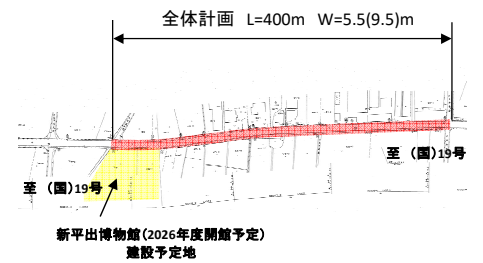 全体計画 L=400m W=5.5(9.5)m
至 (国)19号
至 (国)19号
新平出博物館(2026年度開館予定)
建設予定地